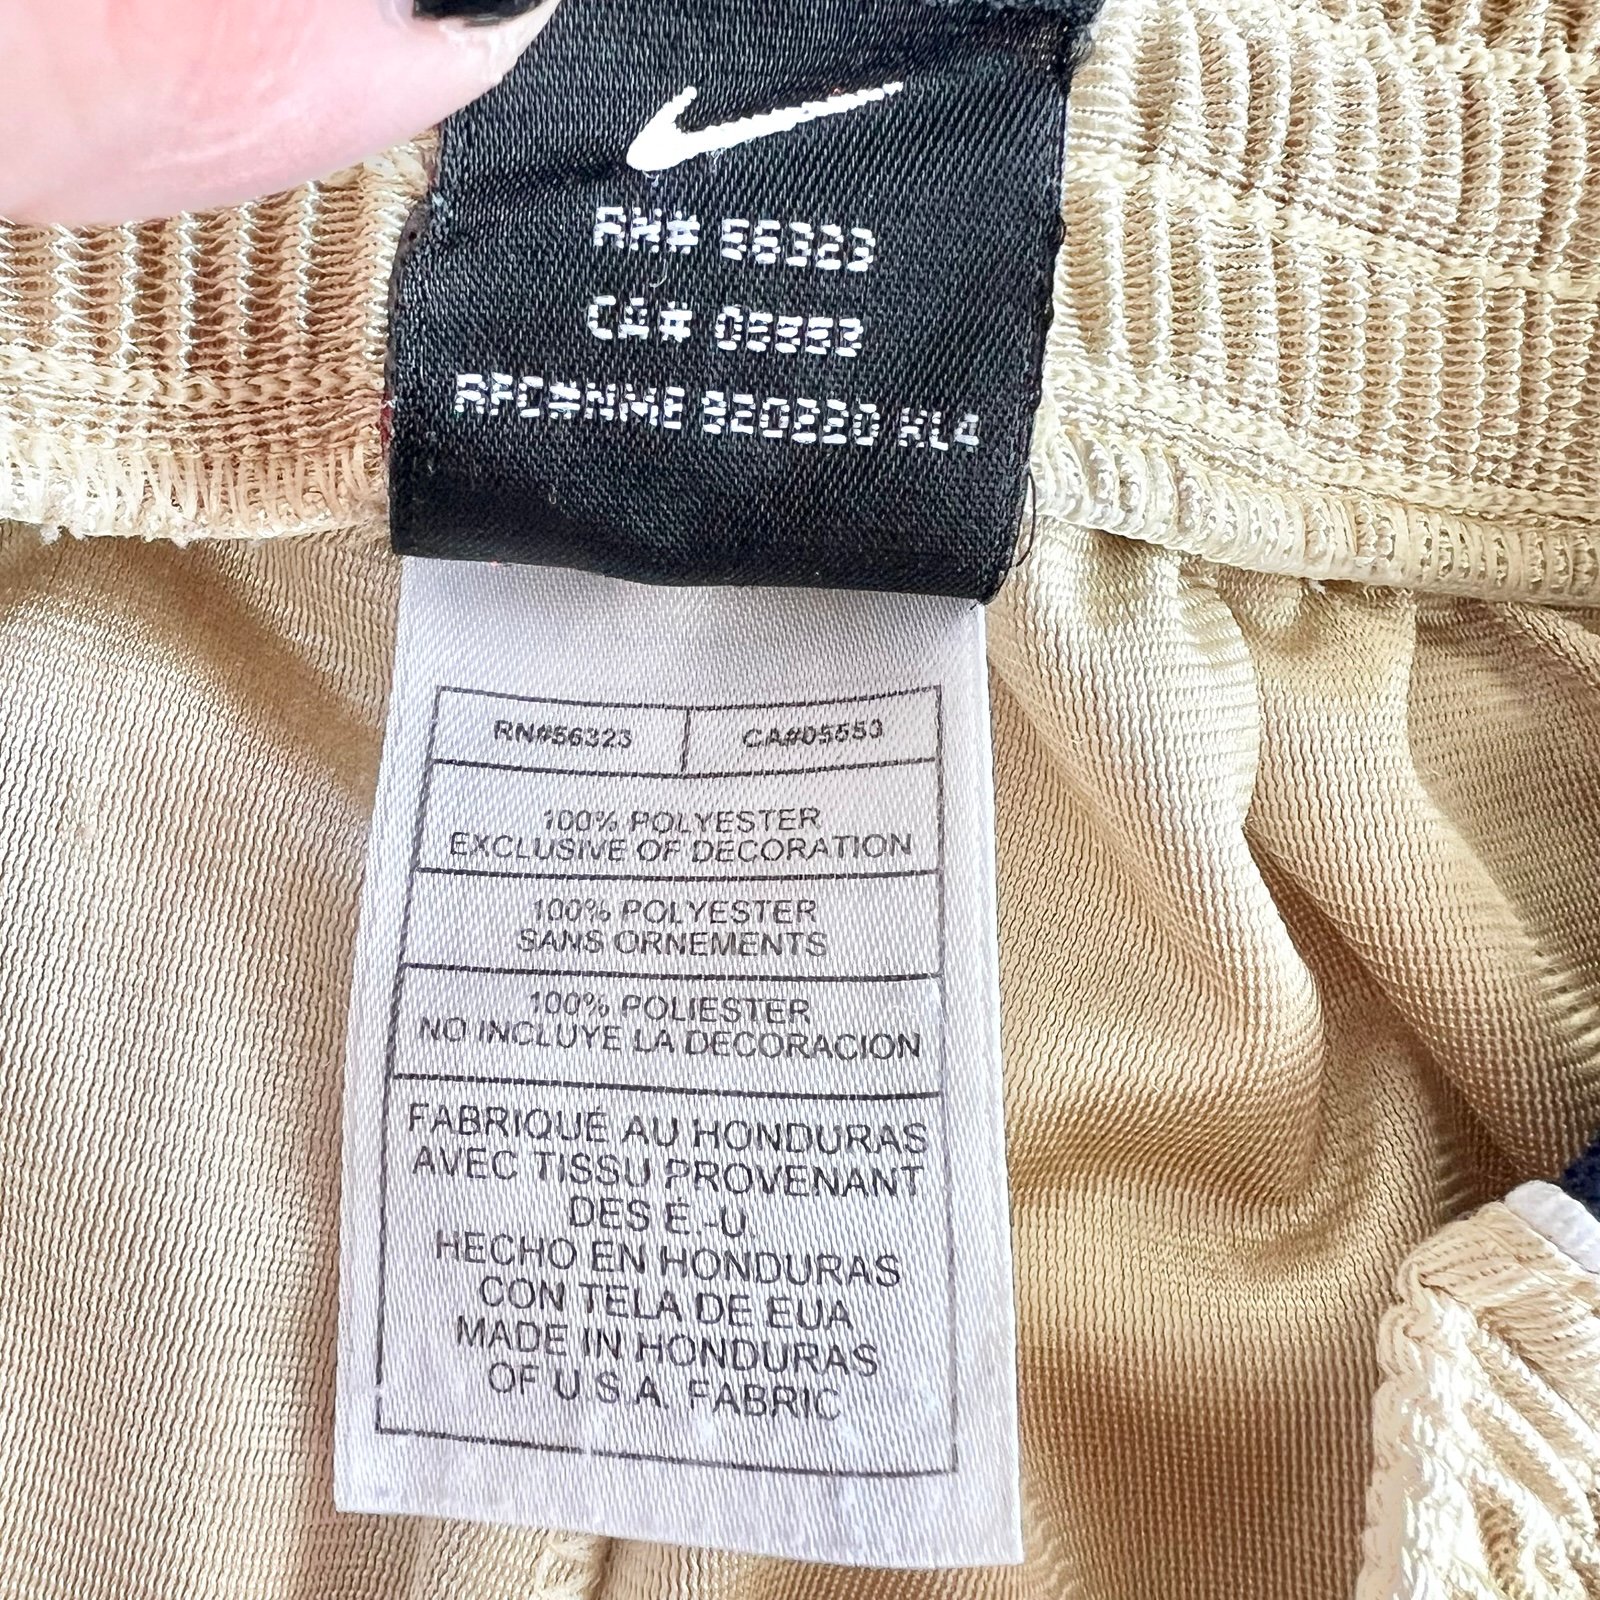 RN# 56323
CA# 05553
RFC#NME 320220 KL4
RN#56323 CA#05553
100% POLYESTER
EXCLUSIVE OF DECORATION
100% POLYESTER
SANS ORNEMENTS
100% POLIESTER
NO INCLUYE LA DECORACION
FABRIQUÉ AU HONDURAS
AVEC TISSU PROVENANT
DES É.-U.
HECHO EN HONDURAS
CON TELA DE EUA
MADE IN HONDURAS
OF U.S.A. FABRIC